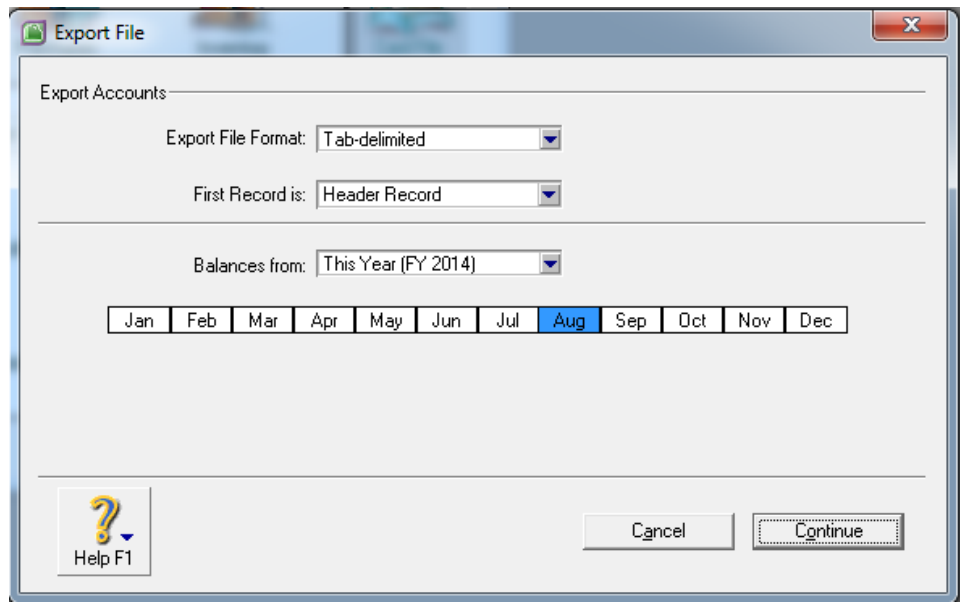 Export File
Export Accounts
Export File Format: Tab-delimited
First Record is: Header Record
Balances from: This Year (FY 2014)
Jan Feb Mar Apr May Jun Jul Aug Sep Oct Nov Dec
Help F1
Cancel Continue